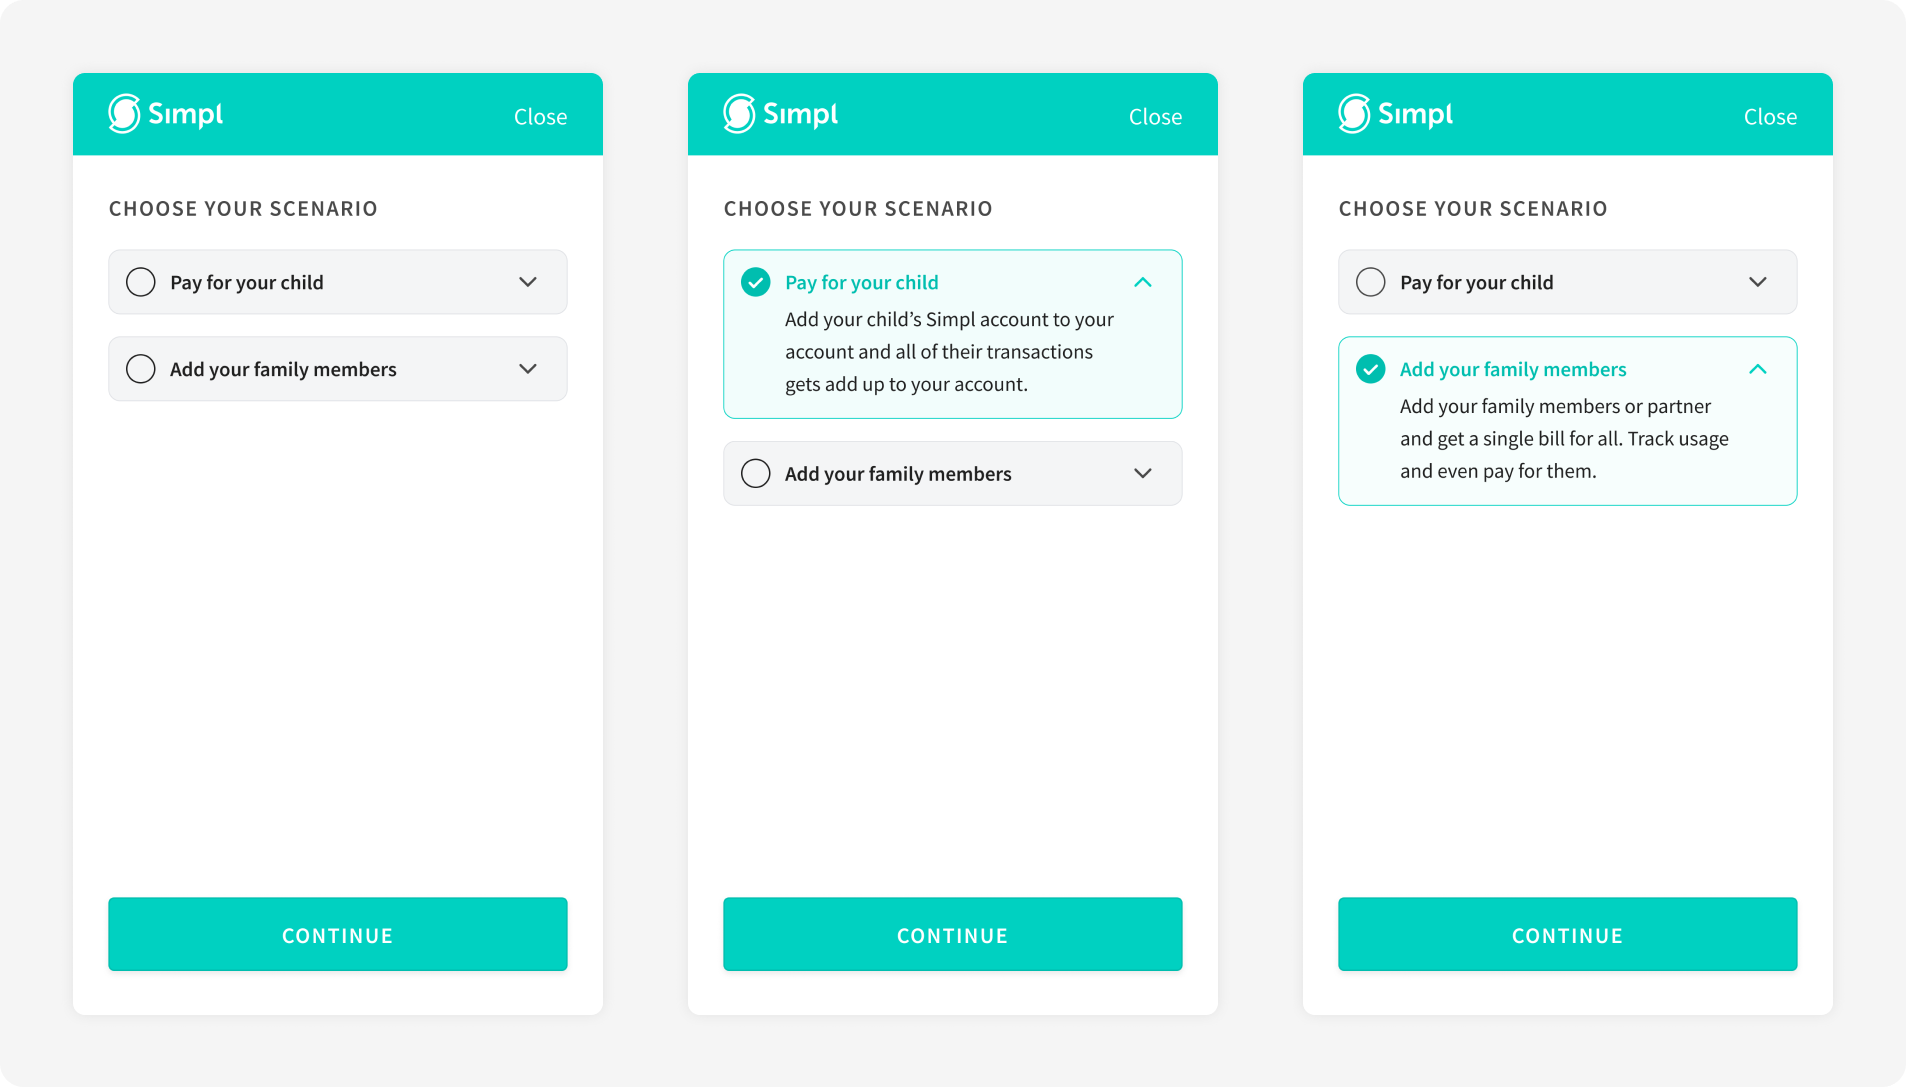 Simpl
Close
CHOOSE YOUR SCENARIO
Pay for your child
Add your family members
CONTINUE
Simpl
Close
CHOOSE YOUR SCENARIO
Pay for your child
Add your child’s Simpl account to your
account and all of their transactions
gets add up to your account.
Add your family members
CONTINUE
Simpl
Close
CHOOSE YOUR SCENARIO
Pay for your child
Add your family members
Add your family members or partner
and get a single bill for all. Track usage
and even pay for them.
CONTINUE